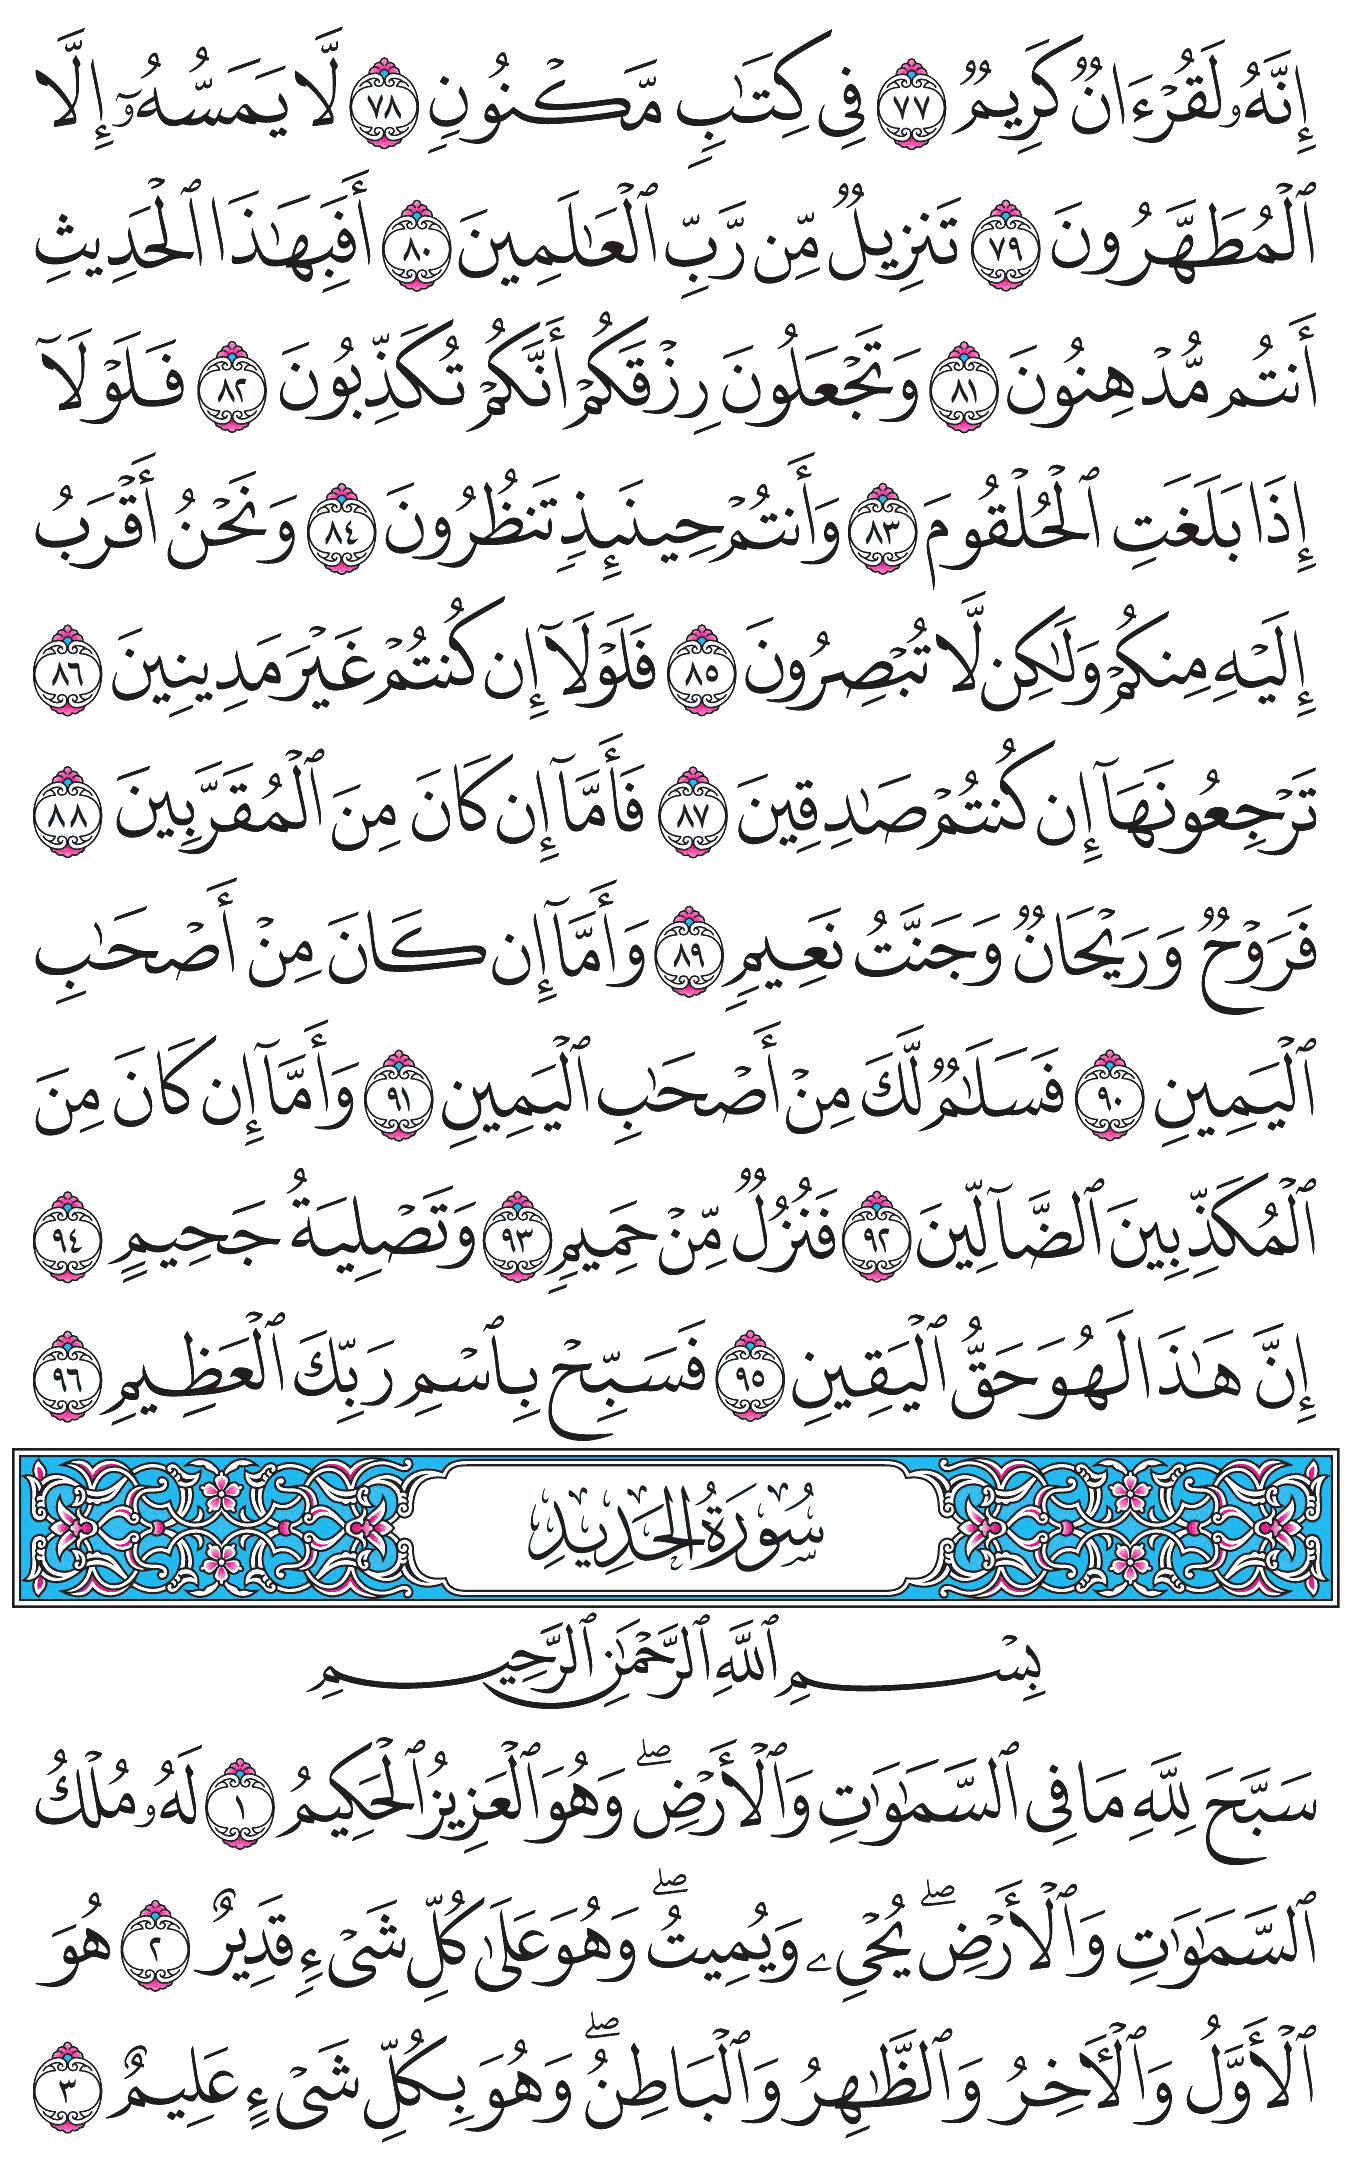 إِنَّهُۥ لَقُرْءَانٌ كَرِيمٌ ٧٧ فِى كِتَٰبٍ مَّكْنُونٍ ٧٨ لَّا يَمَسُّهُۥٓ إِلَّا
ٱلْمُطَهَّرُونَ ٧٩ تَنزِيلٌ مِّن رَّبِّ ٱلْعَٰلَمِينَ ٨٠ أَفَبِهَٰذَا ٱلْحَدِيثِ
أَنتُم مُّدْهِنُونَ ٨١ وَتَجْعَلُونَ رِزْقَكُمْ أَنَّكُمْ تُكَذِّبُونَ ٨٢ فَلَوْلَآ
إِذَا بَلَغَتِ ٱلْحُلْقُومَ ٨٣ وَأَنتُمْ حِينَئِذٍ تَنظُرُونَ ٨٤ وَنَحْنُ أَقْرَبُ
إِلَيْهِ مِنكُمْ وَلَٰكِن لَّا تُبْصِرُونَ ٨٥ فَلَوْلَآ إِن كُنتُمْ غَيْرَ مَدِينِينَ ٨٦
تَرْجِعُونَهَآ إِن كُنتُمْ صَٰدِقِينَ ٨٧ فَأَمَّآ إِن كَانَ مِنَ ٱلْمُقَرَّبِينَ ٨٨
فَرَوْحٌ وَرَيْحَانٌ وَجَنَّتُ نَعِيمٍ ٨٩ وَأَمَّآ إِن كَانَ مِنْ أَصْحَٰبِ
ٱلْيَمِينِ ٩٠ فَسَلَٰمٌ لَّكَ مِنْ أَصْحَٰبِ ٱلْيَمِينِ ٩١ وَأَمَّآ إِن كَانَ مِنَ
ٱلْمُكَذِّبِينَ ٱلضَّآلِّينَ ٩٢ فَنُزُلٌ مِّنْ حَمِيمٍ ٩٣ وَتَصْلِيَةُ جَحِيمٍ ٩٤
إِنَّ هَٰذَا لَهُوَ حَقُّ ٱلْيَقِينِ ٩٥ فَسَبِّحْ بِٱسْمِ رَبِّكَ ٱلْعَظِيمِ ٩٦
سُورَةُ الحَدِيدِ
بِسْمِ ٱللَّهِ ٱلرَّحْمَٰنِ ٱلرَّحِيمِ
سَبَّحَ لِلَّهِ مَا فِى ٱلسَّمَٰوَٰتِ وَٱلْأَرْضِ ۖ وَهُوَ ٱلْعَزِيزُ ٱلْحَكِيمُ ١ لَهُۥ مُلْكُ
ٱلسَّمَٰوَٰتِ وَٱلْأَرْضِ ۖ يُحْىِۦ وَيُمِيتُ ۖ وَهُوَ عَلَىٰ كُلِّ شَىْءٍ قَدِيرٌ ٢ هُوَ
ٱلْأَوَّلُ وَٱلْـَٔاخِرُ وَٱلظَّٰهِرُ وَٱلْبَاطِنُ ۖ وَهُوَ بِكُلِّ شَىْءٍ عَلِيمٌ ٣